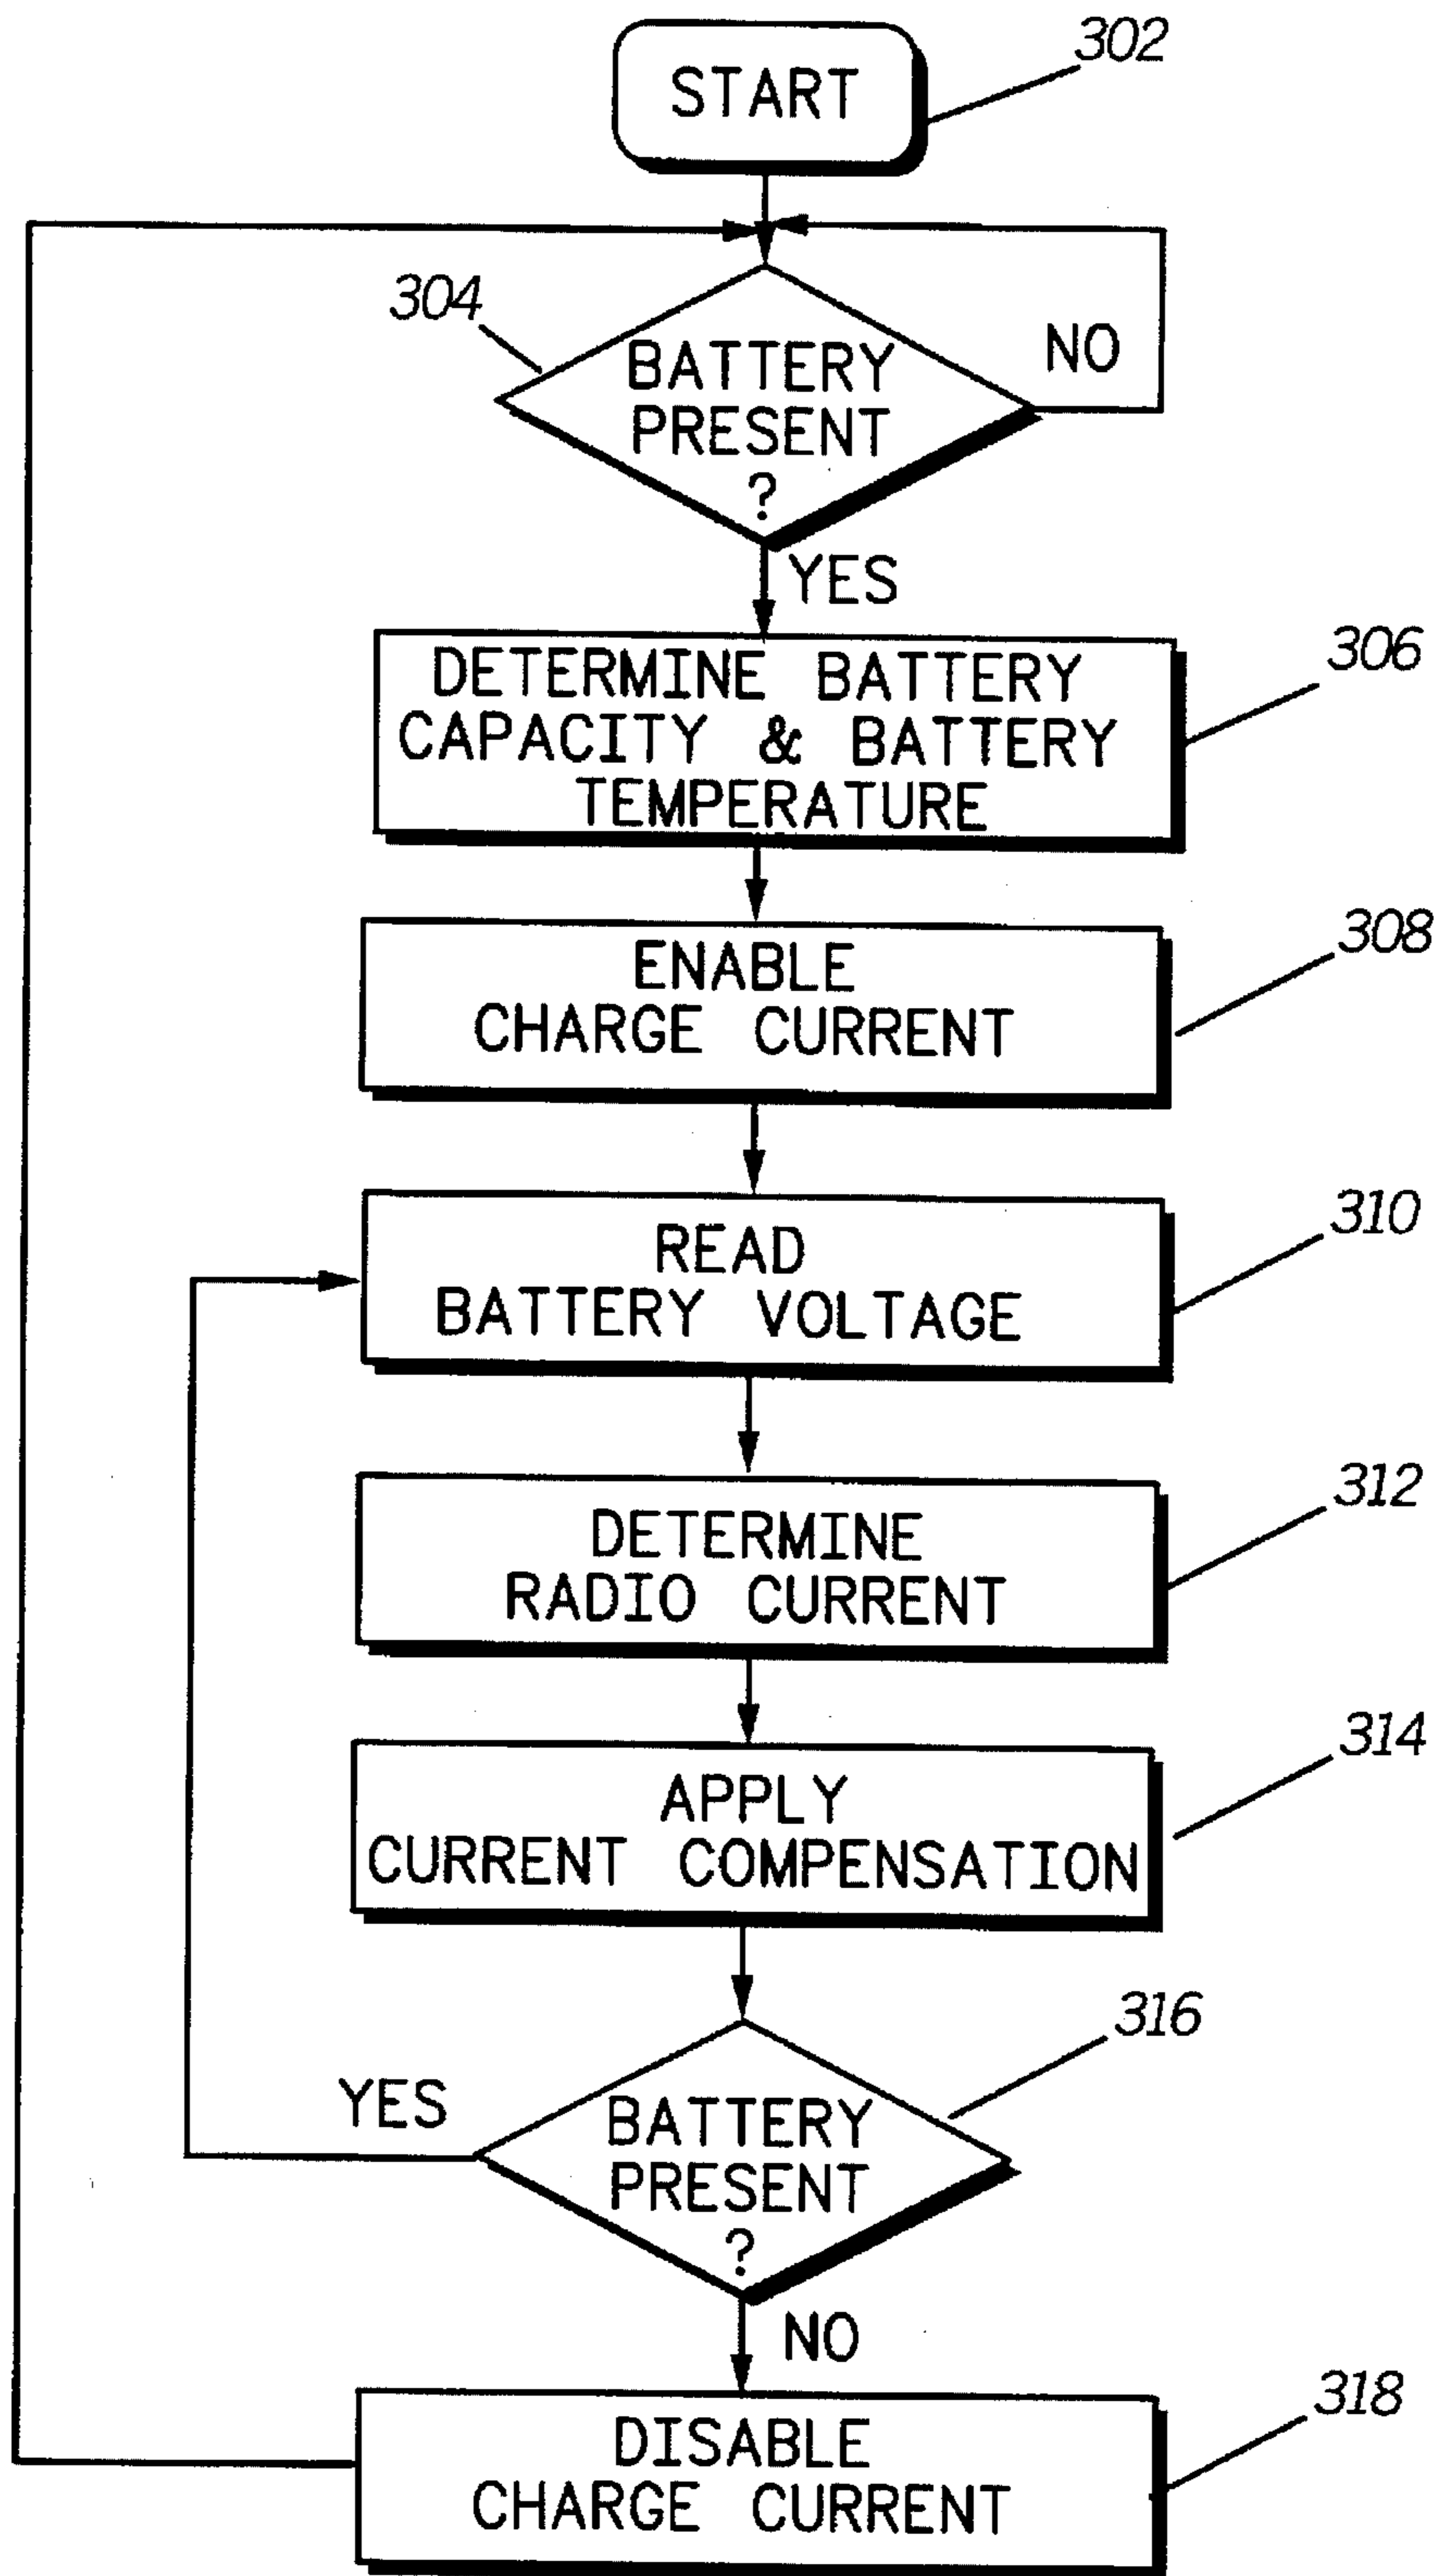 START
302
304
BATTERY
PRESENT
?
NO
YES
DETERMINE BATTERY
CAPACITY & BATTERY
TEMPERATURE
306
ENABLE
CHARGE CURRENT
308
READ
BATTERY VOLTAGE
310
DETERMINE
RADIO CURRENT
312
APPLY
CURRENT COMPENSATION
314
316
YES
BATTERY
PRESENT
?
NO
DISABLE
CHARGE CURRENT
318